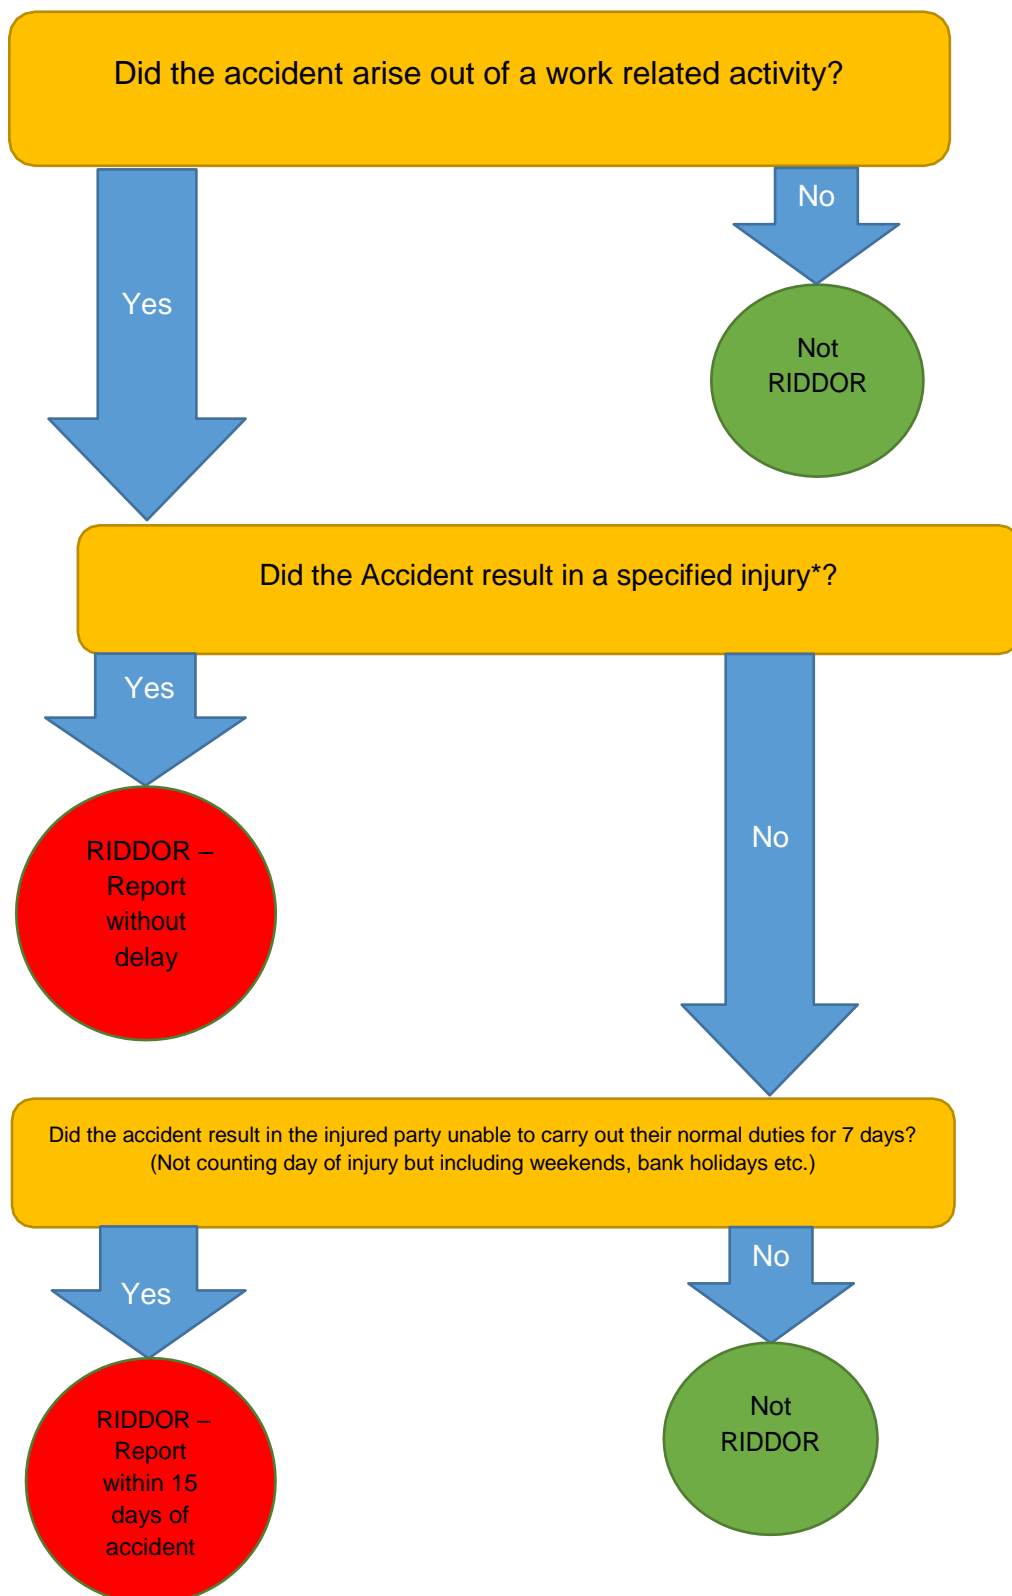 Did the accident arise out of a work related activity?
No
Yes
Not
RIDDOR
Did the Accident result in a specified injury*?
Yes
No
RIDDOR –
Report
without
delay
Did the accident result in the injured party unable to carry out their normal duties for 7 days?
(Not counting day of injury but including weekends, bank holidays etc.)
Yes
No
RIDDOR –
Report
within 15
days of
accident
Not
RIDDOR